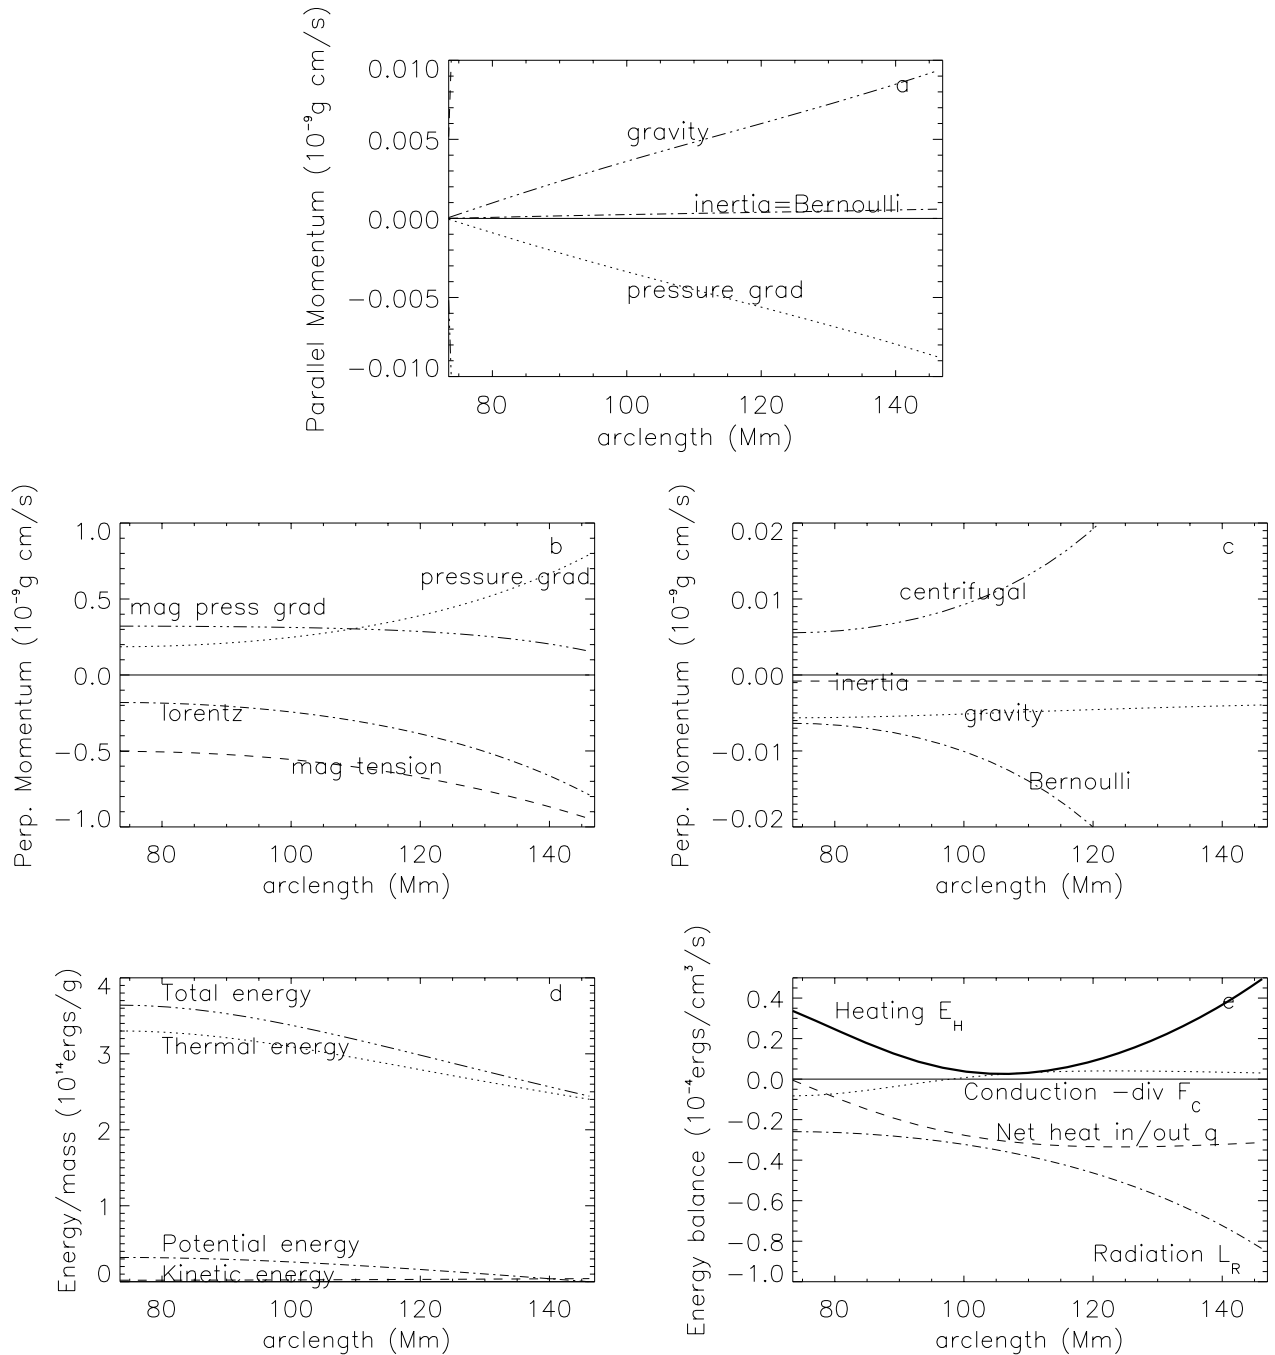 Parallel Momentum (10⁻⁹g cm/s)
0.010
0.005
0.000
−0.005
−0.010
a
gravity
inertia=Bernoulli
pressure grad
80 100 120 140
arclength (Mm)
Perp. Momentum (10⁻⁹g cm/s)
1.0
0.5
0.0
−0.5
−1.0
b
pressure grad
mag press grad
lorentz
mag tension
80 100 120 140
arclength (Mm)
Perp. Momentum (10⁻⁹g cm/s)
0.02
0.01
0.00
−0.01
−0.02
c
centrifugal
inertia
gravity
Bernoulli
80 100 120 140
arclength (Mm)
Energy/mass (10¹⁴ergs/g)
4
3
2
1
0
d
Total energy
Thermal energy
Potential energy
Kinetic energy
80 100 120 140
arclength (Mm)
Energy balance (10⁻⁴ergs/cm³/s)
0.4
0.2
0.0
−0.2
−0.4
−0.6
−0.8
−1.0
e
Heating E_H
Conduction −div F_C
Net heat in/out q
Radiation L_R
80 100 120 140
arclength (Mm)